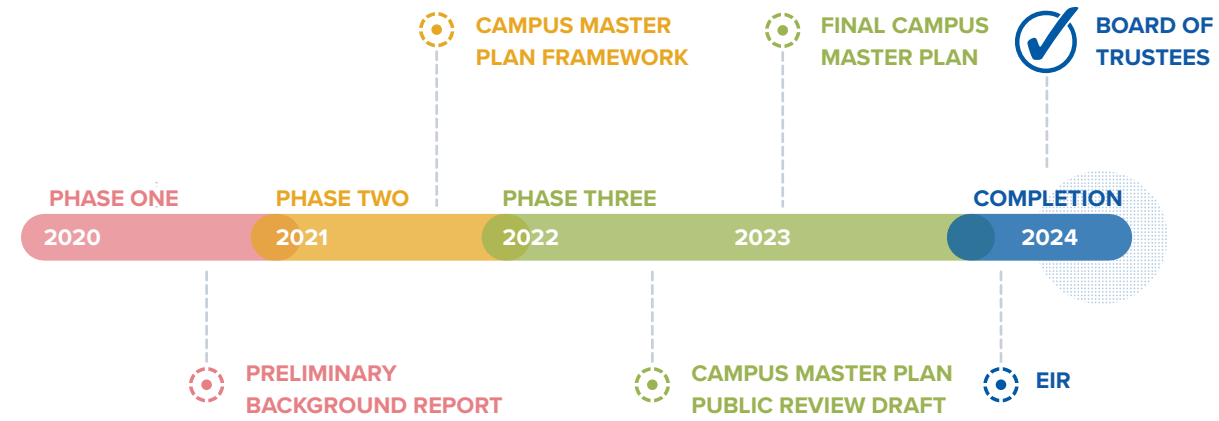 CAMPUS MASTER
PLAN FRAMEWORK
FINAL CAMPUS
MASTER PLAN
BOARD OF
TRUSTEES
PHASE ONE
PHASE TWO
PHASE THREE
COMPLETION
2020
2021
2022
2023
2024
PRELIMINARY
BACKGROUND REPORT
CAMPUS MASTER PLAN
PUBLIC REVIEW DRAFT
EIR